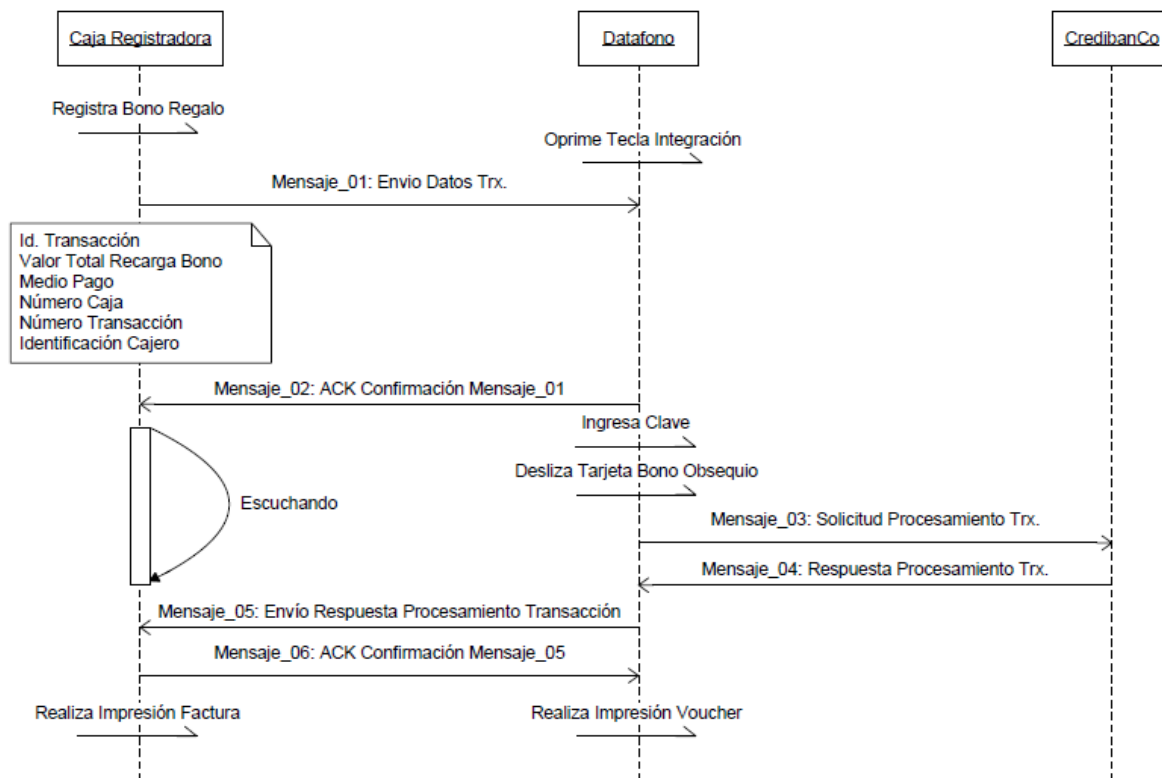 Caja Registradora
Datafono
CredibanCo
Registra Bono Regalo
Oprime Tecla Integración
Mensaje_01: Envio Datos Trx.
Id. Transacción
Valor Total Recarga Bono
Medio Pago
Número Caja
Número Transacción
Identificación Cajero
Mensaje_02: ACK Confirmación Mensaje_01
Ingresa Clave
Desliza Tarjeta Bono Obsequio
Escuchando
Mensaje_03: Solicitud Procesamiento Trx.
Mensaje_04: Respuesta Procesamiento Trx.
Mensaje_05: Envío Respuesta Procesamiento Transacción
Mensaje_06: ACK Confirmación Mensaje_05
Realiza Impresión Factura
Realiza Impresión Voucher